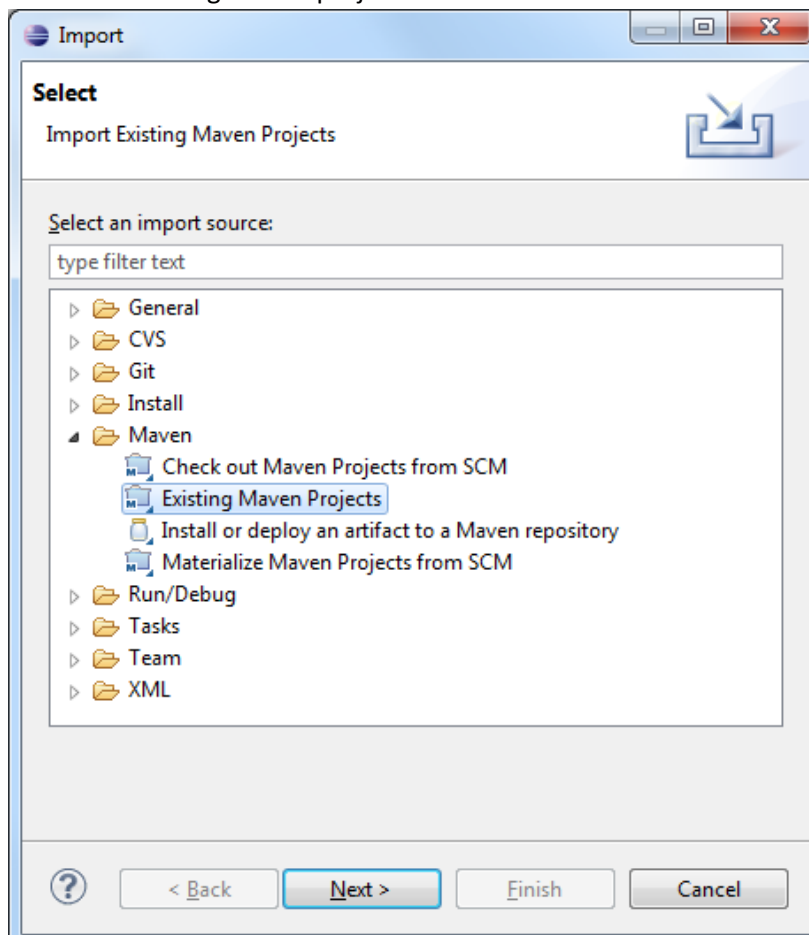 Import
Select
Import Existing Maven Projects
Select an import source:
type filter text
General
CVS
Git
Install
Maven
Check out Maven Projects from SCM
Existing Maven Projects
Install or deploy an artifact to a Maven repository
Materialize Maven Projects from SCM
Run/Debug
Tasks
Team
XML
? < Back Next > Finish Cancel